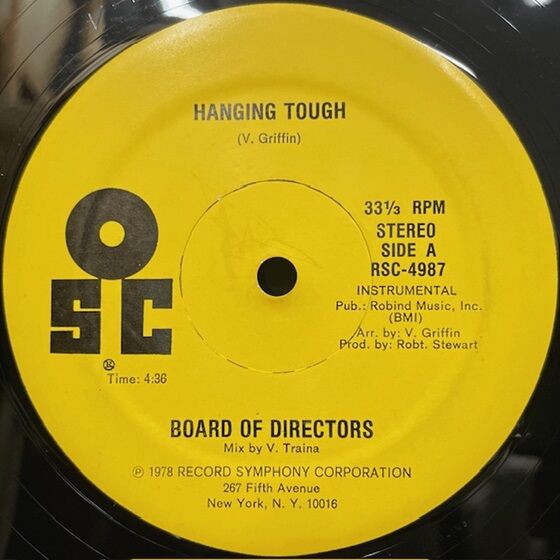 HANGING TOUGH
(V. Griffin)
33⅓ RPM
STEREO
SIDE A
RSC-4987
INSTRUMENTAL
Pub.: Robind Music, Inc.
(BMI)
Arr. by: V. Griffin
Prod. by: Robt. Stewart
OSC
®
Time: 4:36
BOARD OF DIRECTORS
Mix by V. Traina
℗ 1978 RECORD SYMPHONY CORPORATION
267 Fifth Avenue
New York, N. Y. 10016